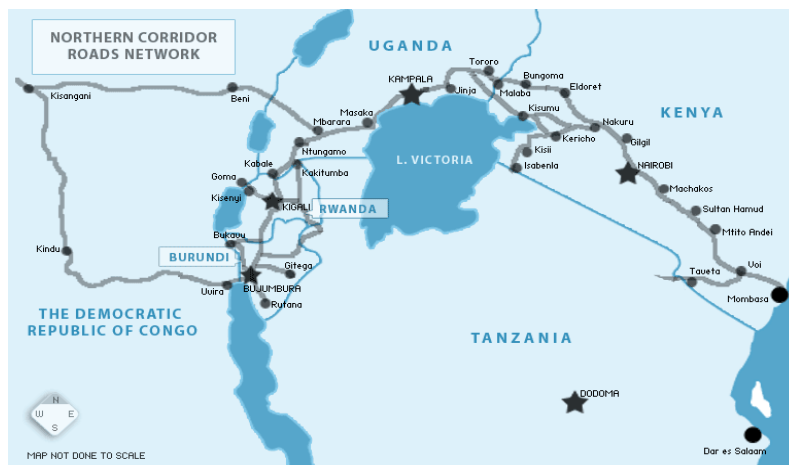 NORTHERN CORRIDOR
ROADS NETWORK
UGANDA
Tororo
KAMPALA
Bungoma
Kisangani
Beni
Jinja
Malaba
Eldoret
Masaka
Kisumu
KENYA
Mbarara
Nakuru
Ntungamo
Kericho
Gilgil
Kisii
L. VICTORIA
Kabale
Isabenla
NAIROBI
Kakitumba
Goma
Kisenyi
Machakos
KIGALI
RWANDA
Sultan Hamud
Bukavu
Mtito Andei
Kindu
BURUNDI
Gitega
Voi
Taveta
Uuira
BUJUMBURA
Mombasa
Rufana
THE DEMOCRATIC
REPUBLIC OF CONGO
TANZANIA
N
W E
S
DODOMA
MAP NOT DONE TO SCALE
Dar es Salaam